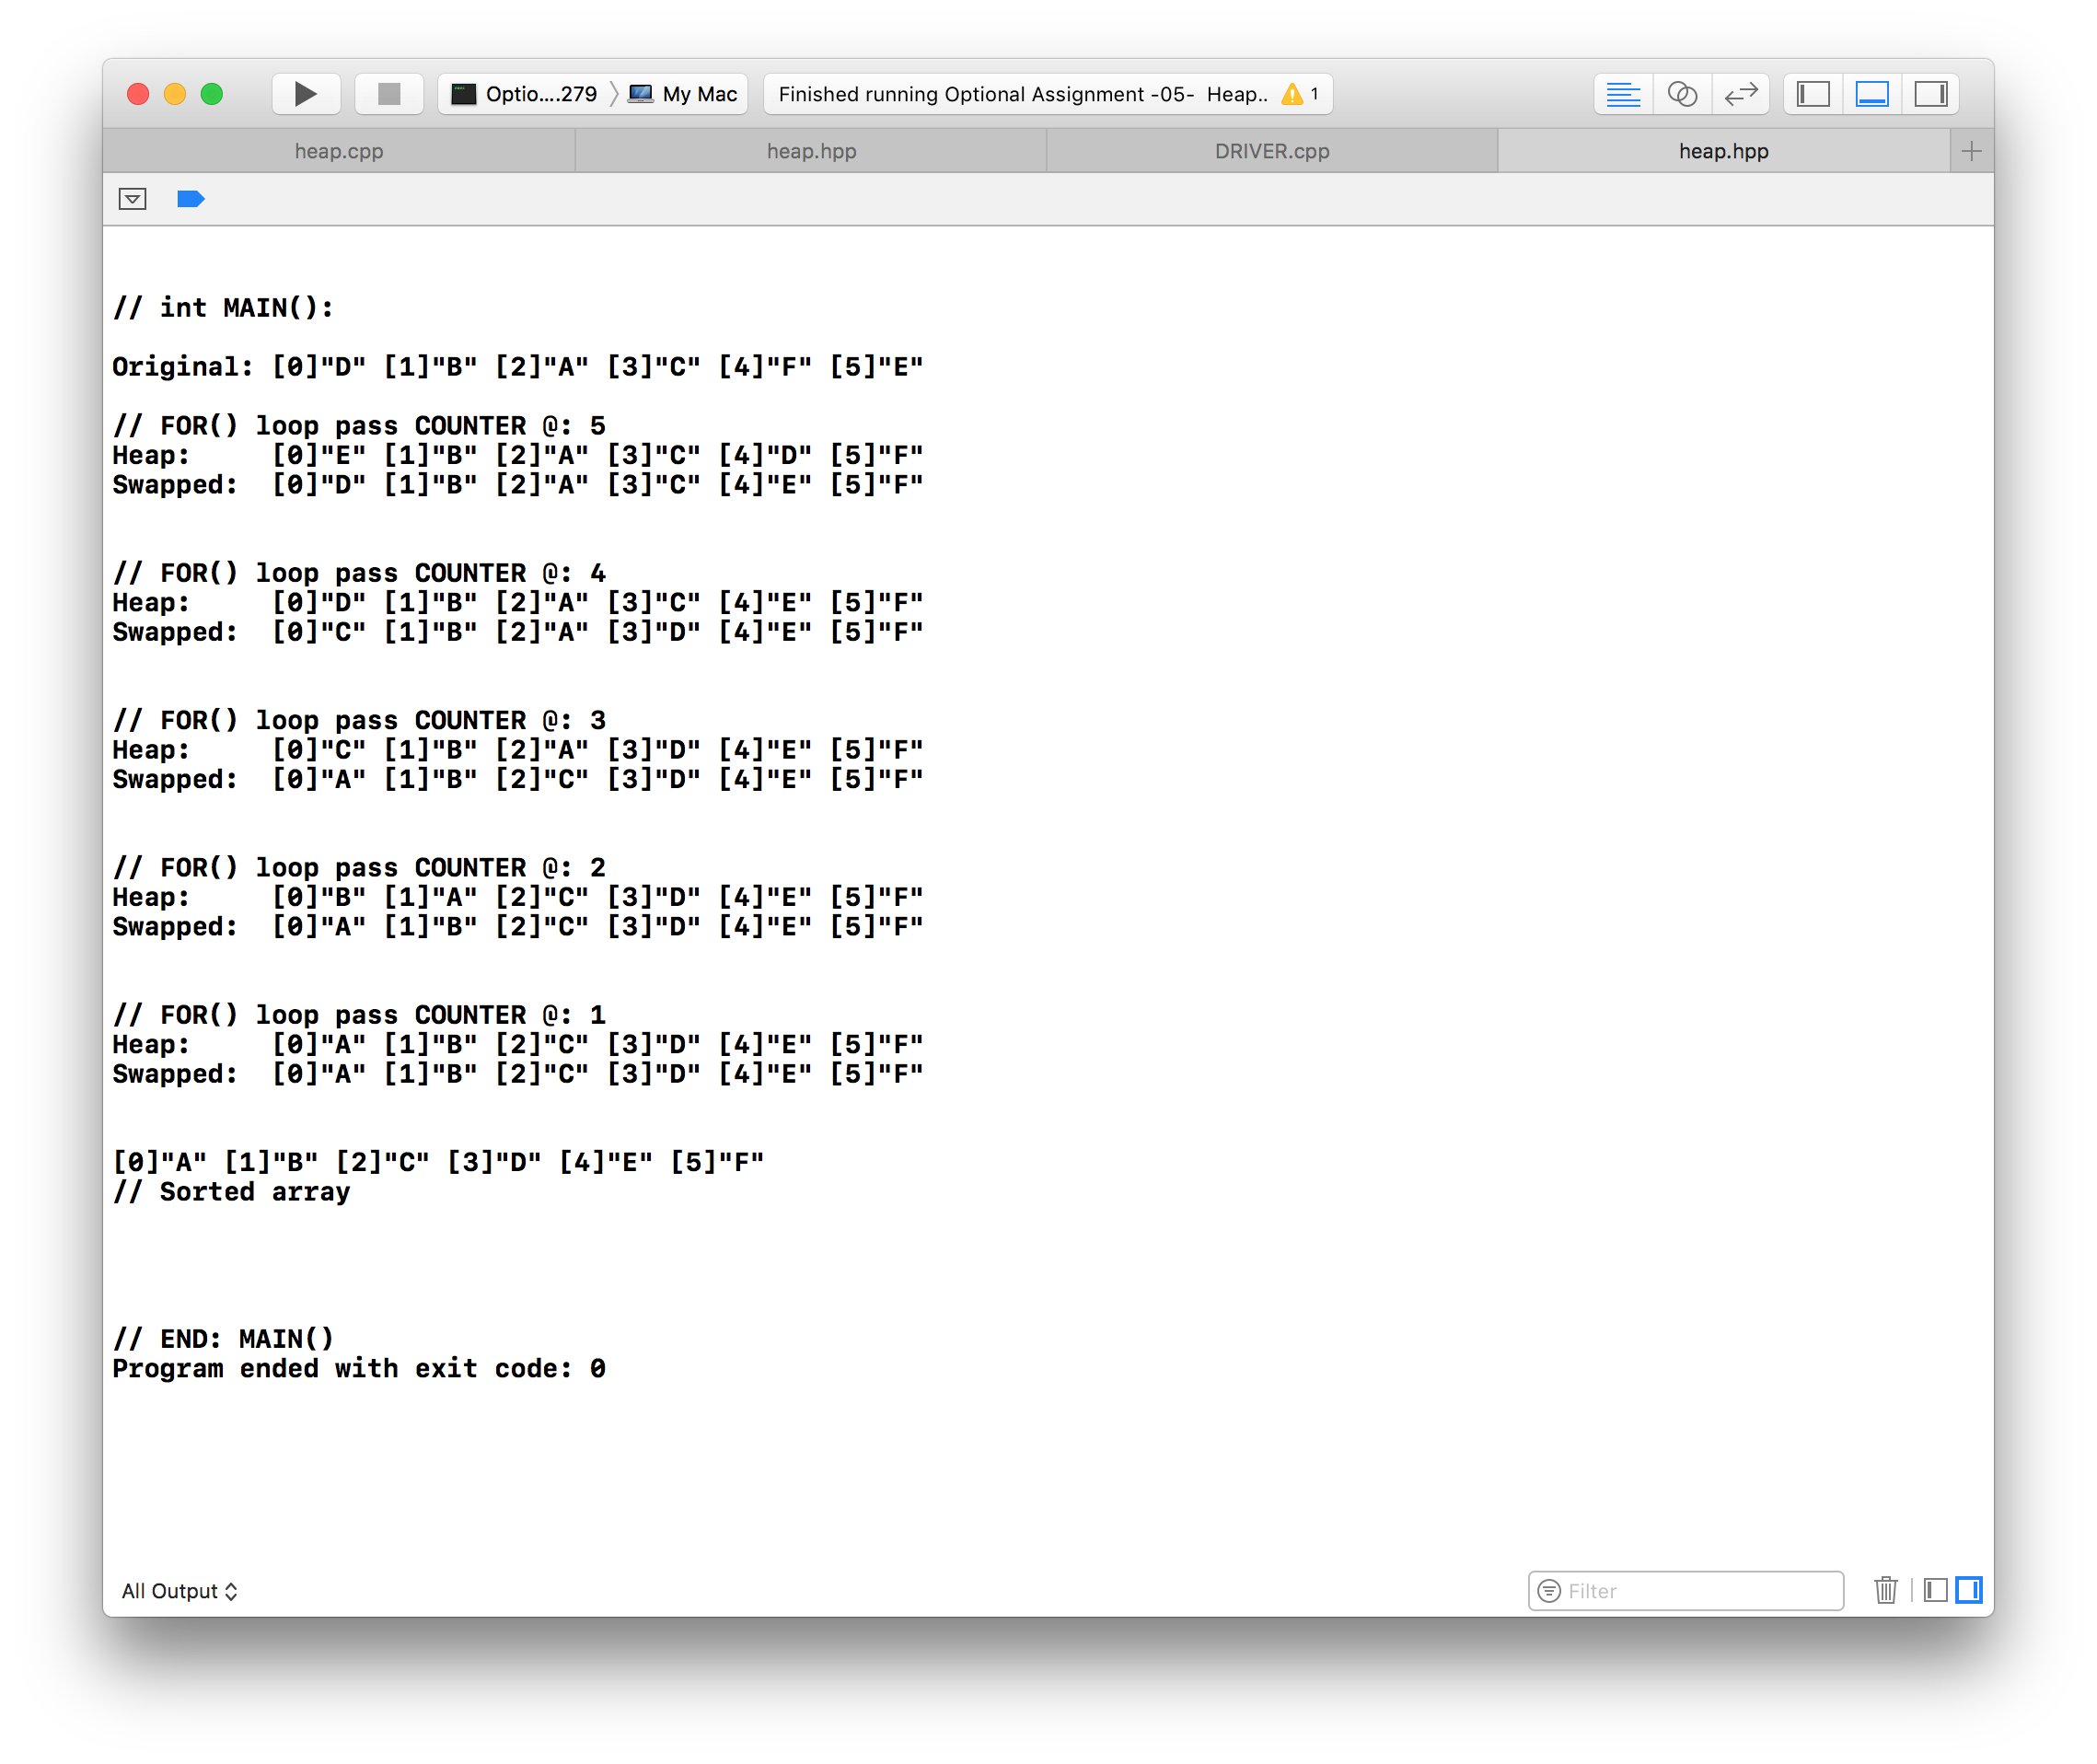 Optio....279 My Mac Finished running Optional Assignment -05- Heap.. 1
heap.cpp heap.hpp DRIVER.cpp heap.hpp
// int MAIN():
Original: [0]"D" [1]"B" [2]"A" [3]"C" [4]"F" [5]"E"
// FOR() loop pass COUNTER @: 5
Heap: [0]"E" [1]"B" [2]"A" [3]"C" [4]"D" [5]"F"
Swapped: [0]"D" [1]"B" [2]"A" [3]"C" [4]"E" [5]"F"
// FOR() loop pass COUNTER @: 4
Heap: [0]"D" [1]"B" [2]"A" [3]"C" [4]"E" [5]"F"
Swapped: [0]"C" [1]"B" [2]"A" [3]"D" [4]"E" [5]"F"
// FOR() loop pass COUNTER @: 3
Heap: [0]"C" [1]"B" [2]"A" [3]"D" [4]"E" [5]"F"
Swapped: [0]"A" [1]"B" [2]"C" [3]"D" [4]"E" [5]"F"
// FOR() loop pass COUNTER @: 2
Heap: [0]"B" [1]"A" [2]"C" [3]"D" [4]"E" [5]"F"
Swapped: [0]"A" [1]"B" [2]"C" [3]"D" [4]"E" [5]"F"
// FOR() loop pass COUNTER @: 1
Heap: [0]"A" [1]"B" [2]"C" [3]"D" [4]"E" [5]"F"
Swapped: [0]"A" [1]"B" [2]"C" [3]"D" [4]"E" [5]"F"
[0]"A" [1]"B" [2]"C" [3]"D" [4]"E" [5]"F"
// Sorted array
// END: MAIN()
Program ended with exit code: 0
All Output Filter